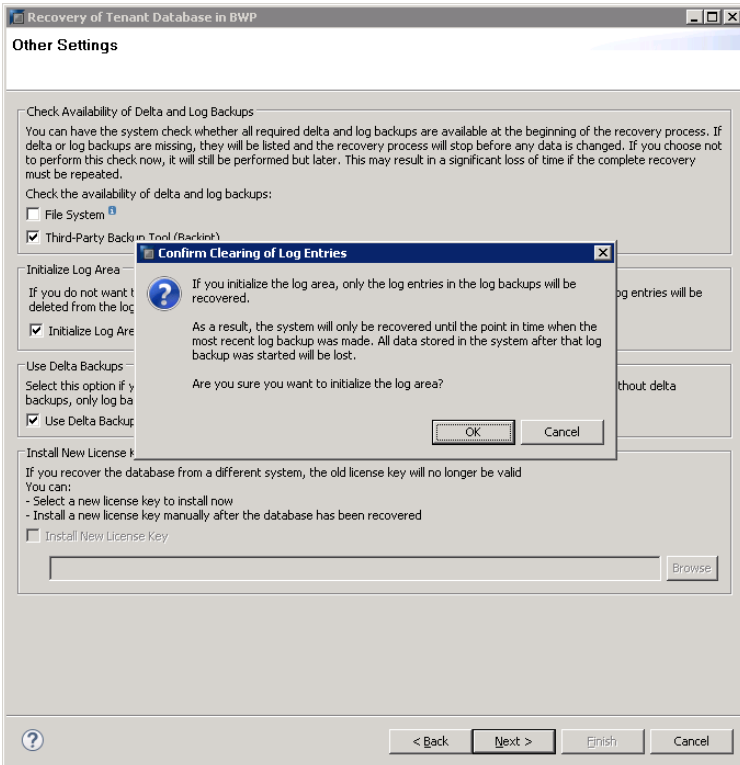 Recovery of Tenant Database in BWP
Other Settings
Check Availability of Delta and Log Backups
You can have the system check whether all required delta and log backups are available at the beginning of the recovery process. If
delta or log backups are missing, they will be listed and the recovery process will stop before any data is changed. If you choose not
to perform this check now, it will still be performed but later. This may result in a significant loss of time if the complete recovery
must be repeated.
Check the availability of delta and log backups:
File System
Third-Party Backup Tool (Backint)
Confirm Clearing of Log Entries
If you initialize the log area, only the log entries in the log backups will be
recovered.
As a result, the system will only be recovered until the point in time when the
most recent log backup was made. All data stored in the system after that log
backup was started will be lost.
Are you sure you want to initialize the log area?
OK Cancel
Initialize Log Area
If you do not want og entries will be
deleted from the log
Initialize Log Are
Use Delta Backups
Select this option if thout delta
backups, only log ba
Use Delta Backup
Install New License
If you recover the database from a different system, the old license key will no longer be valid
You can:
- Select a new license key to install now
- Install a new license key manually after the database has been recovered
Install New License Key
Browse
? < Back Next > Finish Cancel